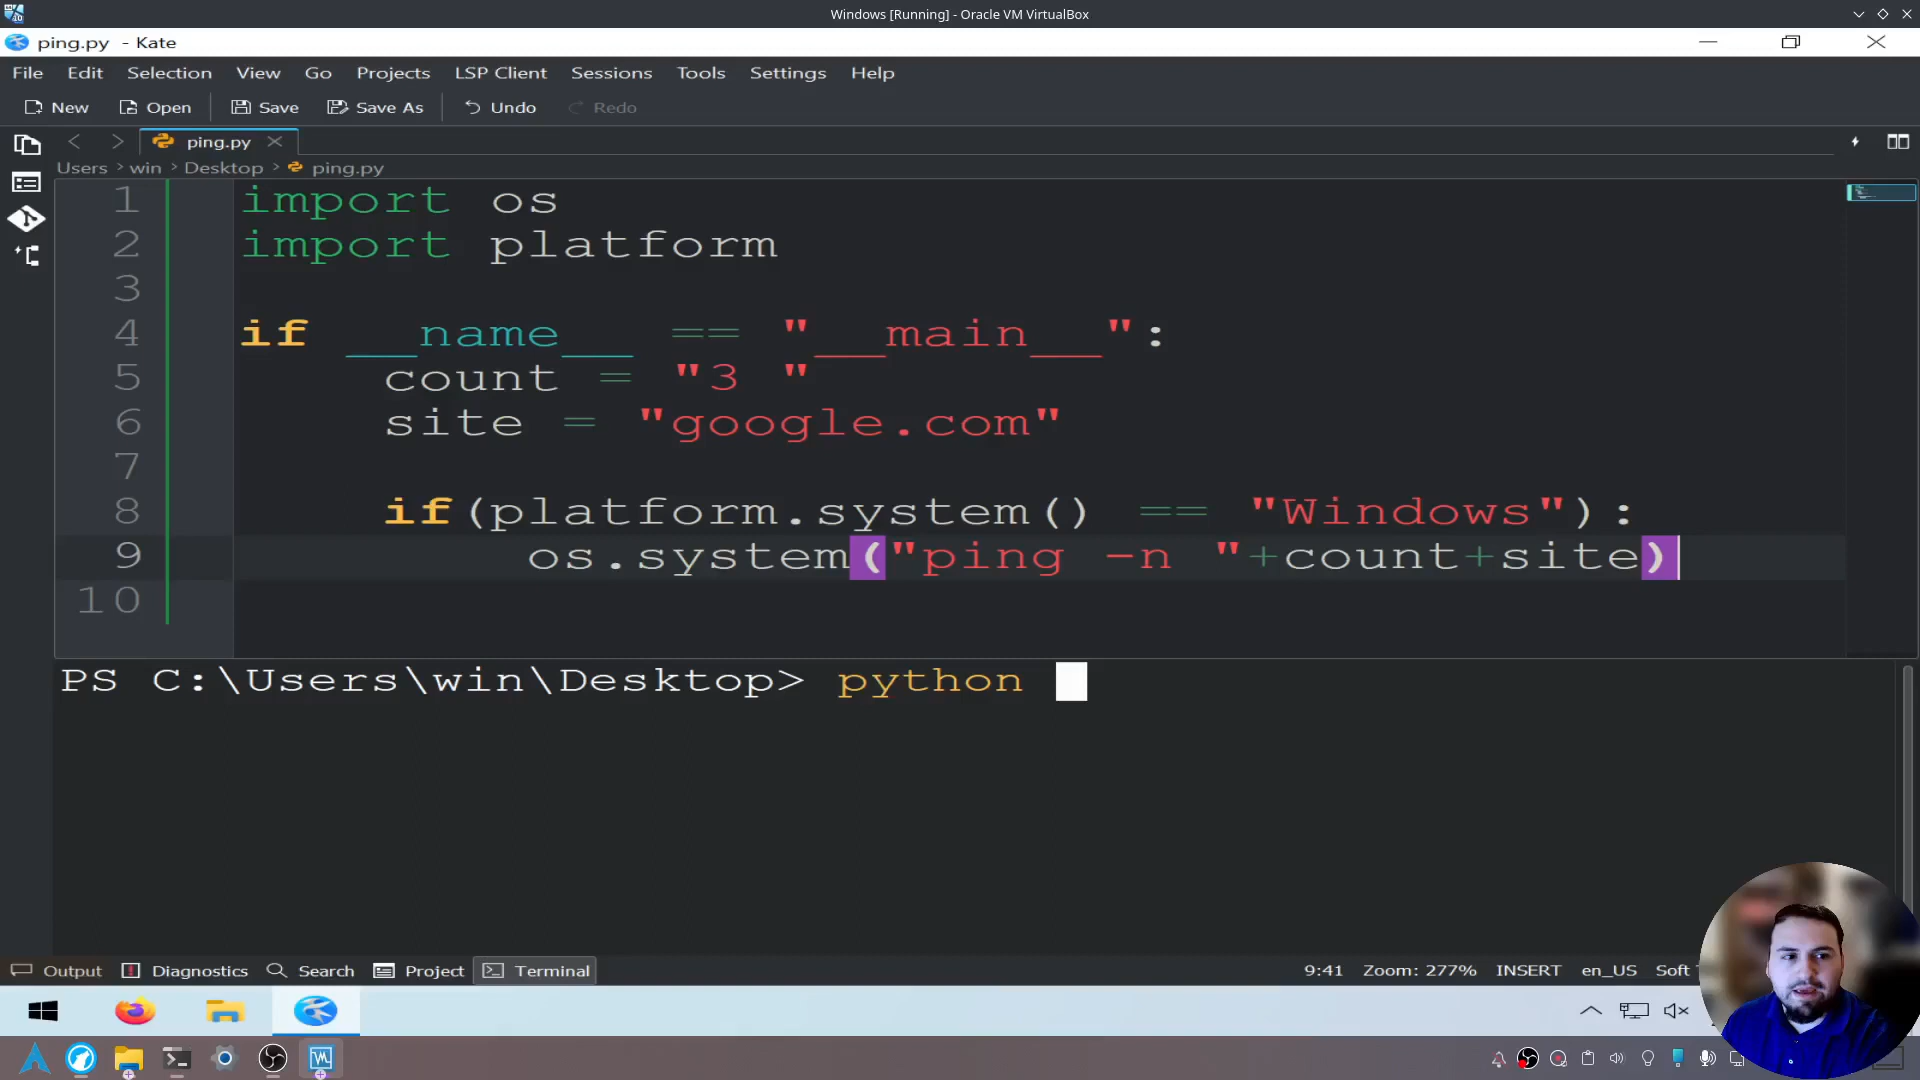 Windows [Running] - Oracle VM VirtualBox
ping.py - Kate
File Edit Selection View Go Projects LSP Client Sessions Tools Settings Help
New Open Save Save As Undo Redo
ping.py
Users > win > Desktop > ping.py
1 import os
2 import platform
3
4 if __name__ == "__main__":
5 count = "3 "
6 site = "google.com"
7
8 if(platform.system() == "Windows"):
9 os.system("ping -n "+count+site)
10
PS C:\Users\win\Desktop> python
Output Diagnostics Search Project Terminal 9:41 Zoom: 277% INSERT en_US Soft